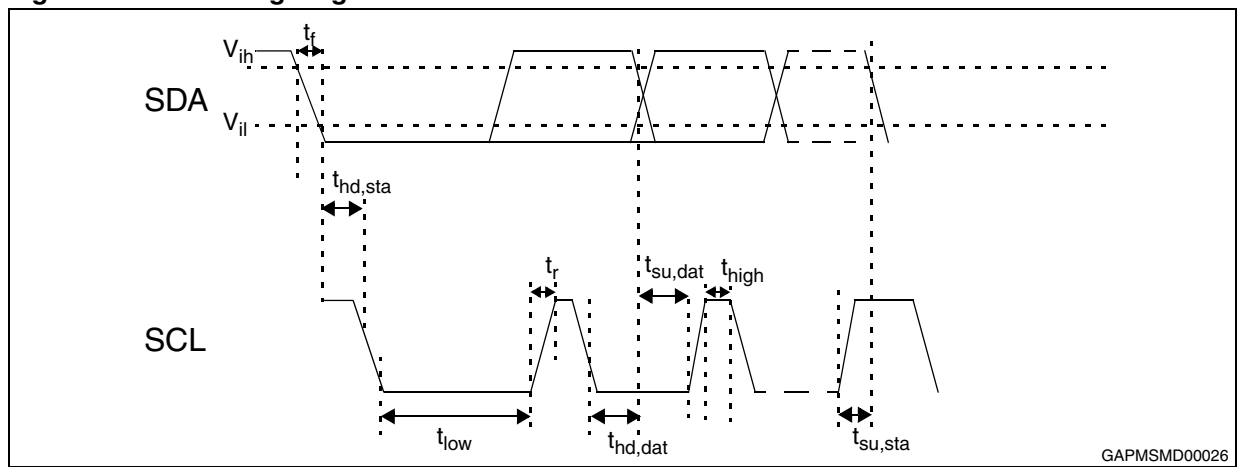 t_f
V_ih
SDA
V_il
t_hd,sta
t_r
t_su,dat
t_high
SCL
t_low
t_hd,dat
t_su,sta
GAPMSMD00026